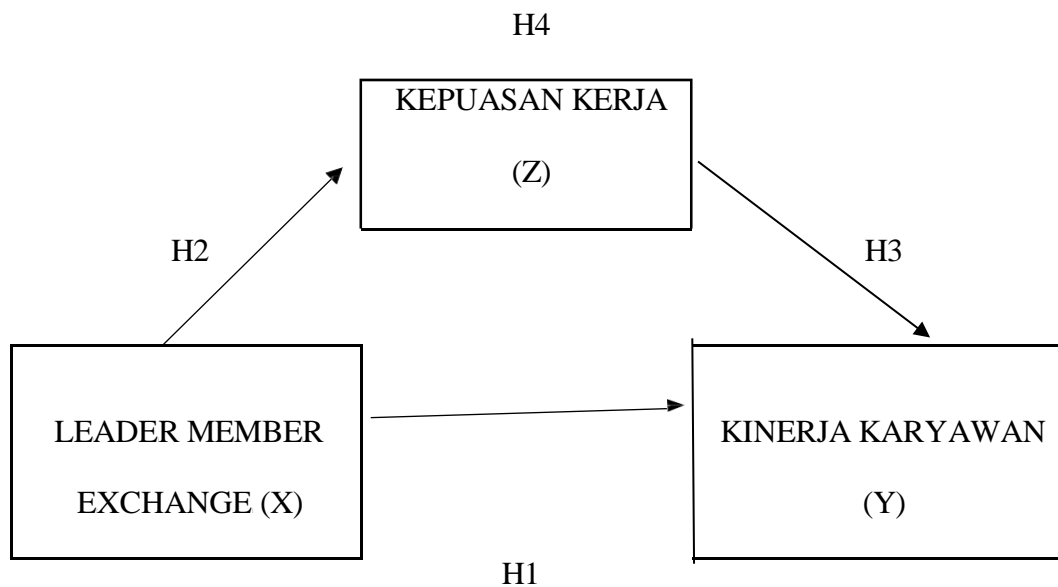 H4
KEPUASAN KERJA
(Z)
H2
H3
LEADER MEMBER
EXCHANGE (X)
KINERJA KARYAWAN
(Y)
H1